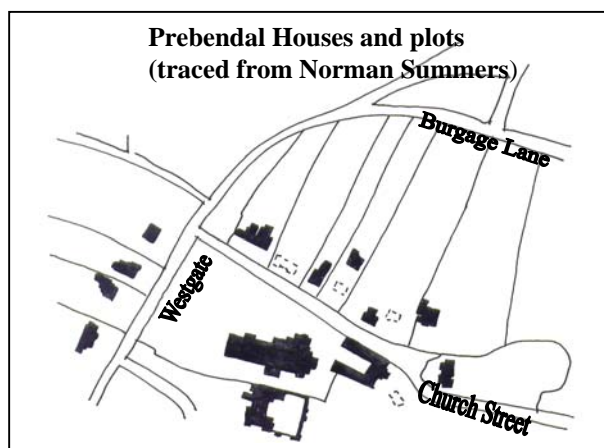 Prebendal Houses and plots
(traced from Norman Summers)
Burgage Lane
Westgate
Church Street